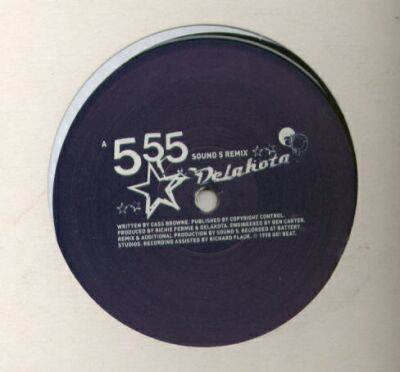 A
555 SOUND 5 REMIX
Delakota
WRITTEN BY CASS BROWNE. PUBLISHED BY COPYRIGHT CONTROL.
PRODUCED BY RICHIE FERMIE & DELAKOTA. ENGINEERED BY BEN CARTER.
REMIX & ADDITIONAL PRODUCTION BY SOUND 5. RECORDED AT BATTERY
STUDIOS. RECORDING ASSISTED BY RICHARD FLACK. © 1998 GO! BEAT.